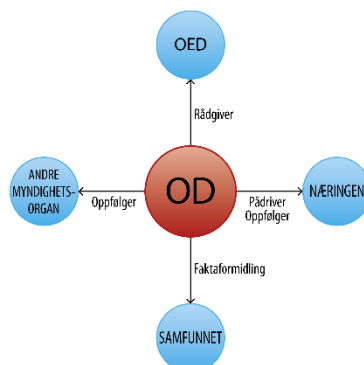 OED
Rådgiver
ANDRE
MYNDIGHETS-
ORGAN
Oppfølger
OD
Pådriver
Oppfølger
NÆRINGEN
Faktaformidling
SAMFUNNET